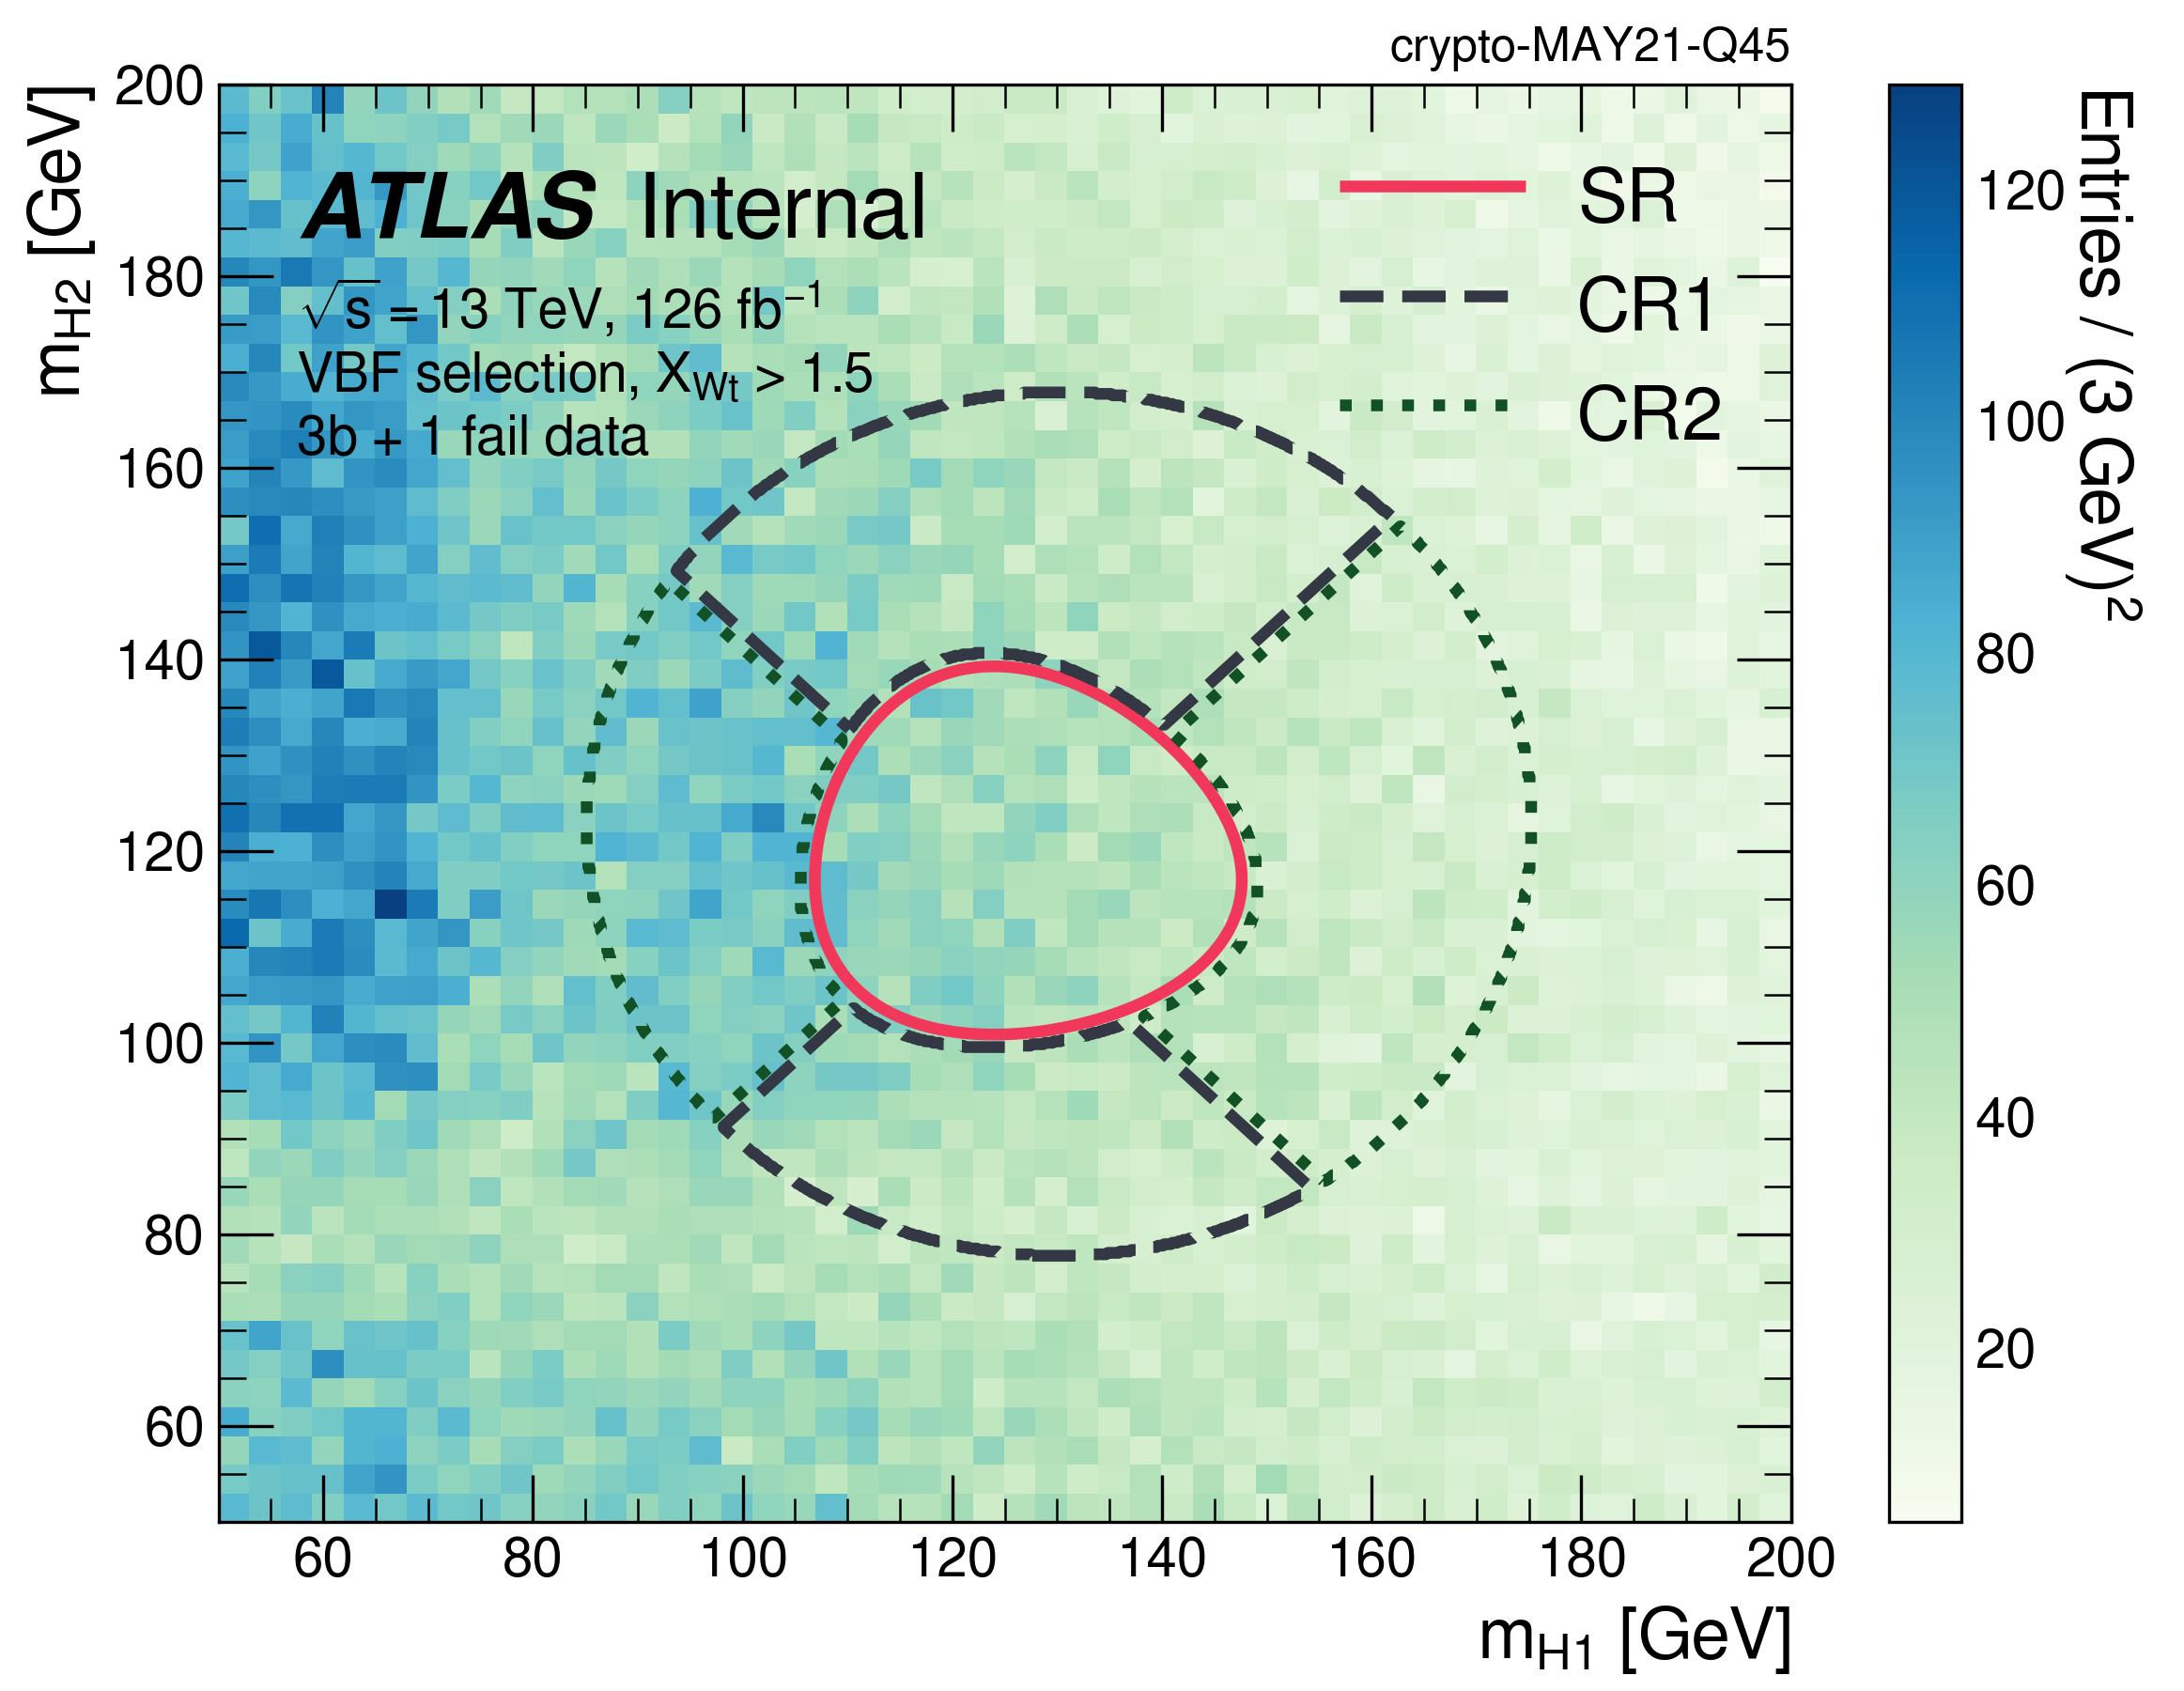 crypto-MAY21-Q45
m_H2 [GeV]
200
180
160
140
120
100
80
60
ATLAS Internal
√s = 13 TeV, 126 fb⁻¹
VBF selection, X_Wt > 1.5
3b + 1 fail data
SR
CR1
CR2
60 80 100 120 140 160 180 200
m_H1 [GeV]
120
100
80
60
40
20
Entries / (3 GeV)²